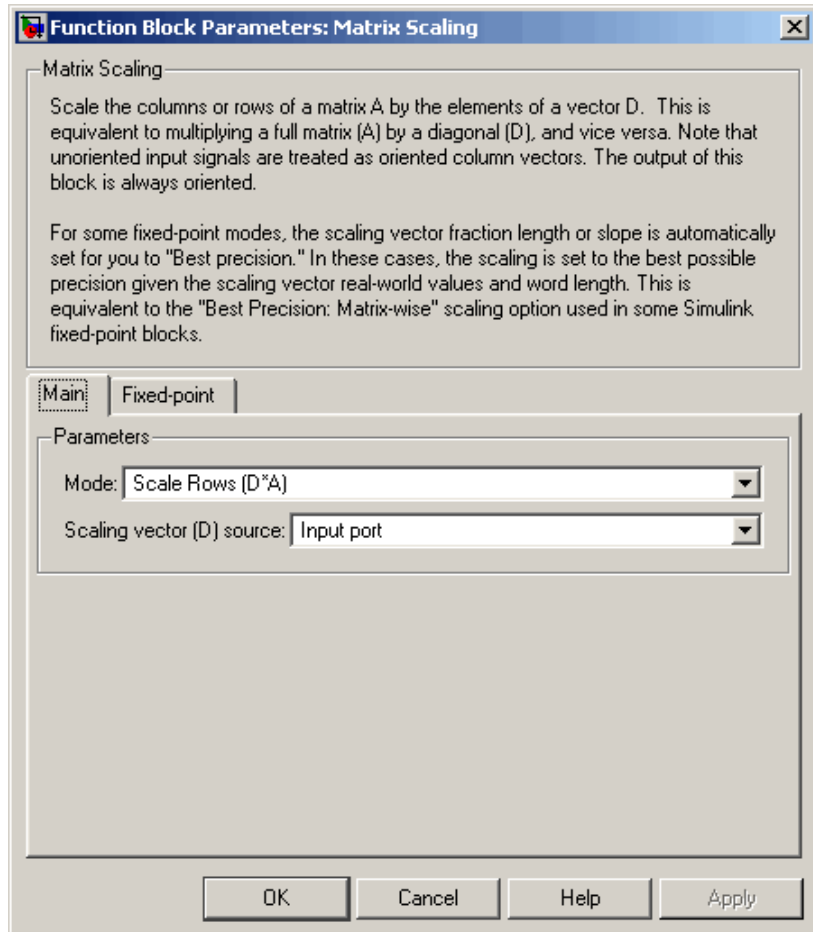 Function Block Parameters: Matrix Scaling
Matrix Scaling
Scale the columns or rows of a matrix A by the elements of a vector D.  This is
equivalent to multiplying a full matrix (A) by a diagonal (D), and vice versa. Note that
unoriented input signals are treated as oriented column vectors. The output of this
block is always oriented.
For some fixed-point modes, the scaling vector fraction length or slope is automatically
set for you to "Best precision." In these cases, the scaling is set to the best possible
precision given the scaling vector real-world values and word length. This is
equivalent to the "Best Precision: Matrix-wise" scaling option used in some Simulink
fixed-point blocks.
Main Fixed-point
Parameters
Mode: Scale Rows (D*A)
Scaling vector (D) source: Input port
OK Cancel Help Apply